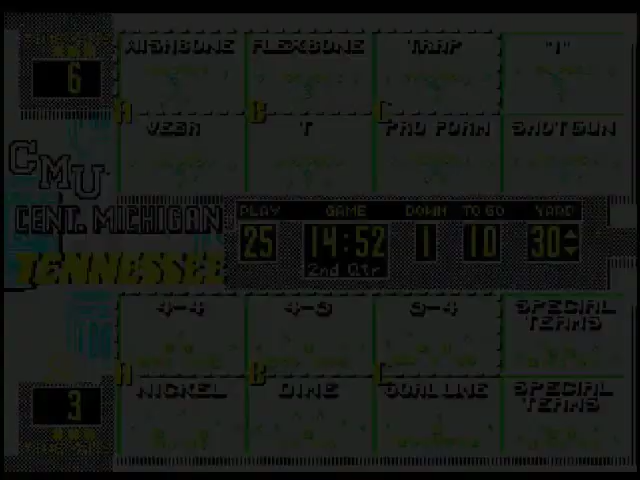 6
WISHBONE FLEXBONE TRAP "I"
A B C
VEER T PRO FORM SHOTGUN
CMU
CENT. MICHIGAN
TENNESSEE
PLAY GAME DOWN TO GO YARD
25 14:52 1 10 30
2nd Qtr
4-4 4-3 3-4 SPECIAL TEAMS
A B C
NICKEL DIME GOAL LINE SPECIAL TEAMS
3